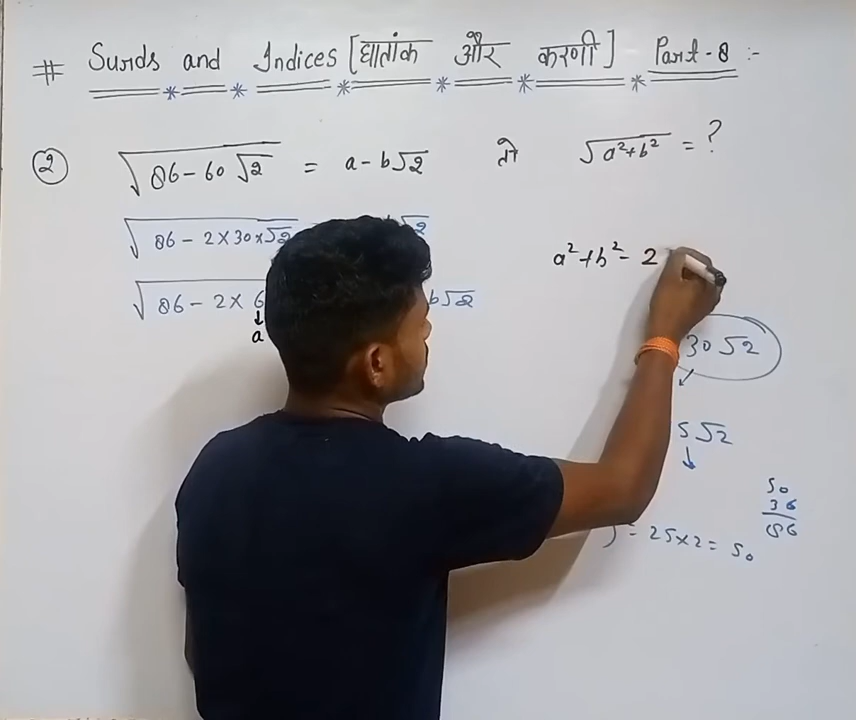 # Surds and Indices [घातांक और करणी] Part-8 :-
② √86-60√2 = a-b√2 तो √a²+b² = ?
√86-2×30×√2 b√2
a²+b²-2
√86-2×6 b√2
a
30√2
5√2
50
36
86
)=25×2=50